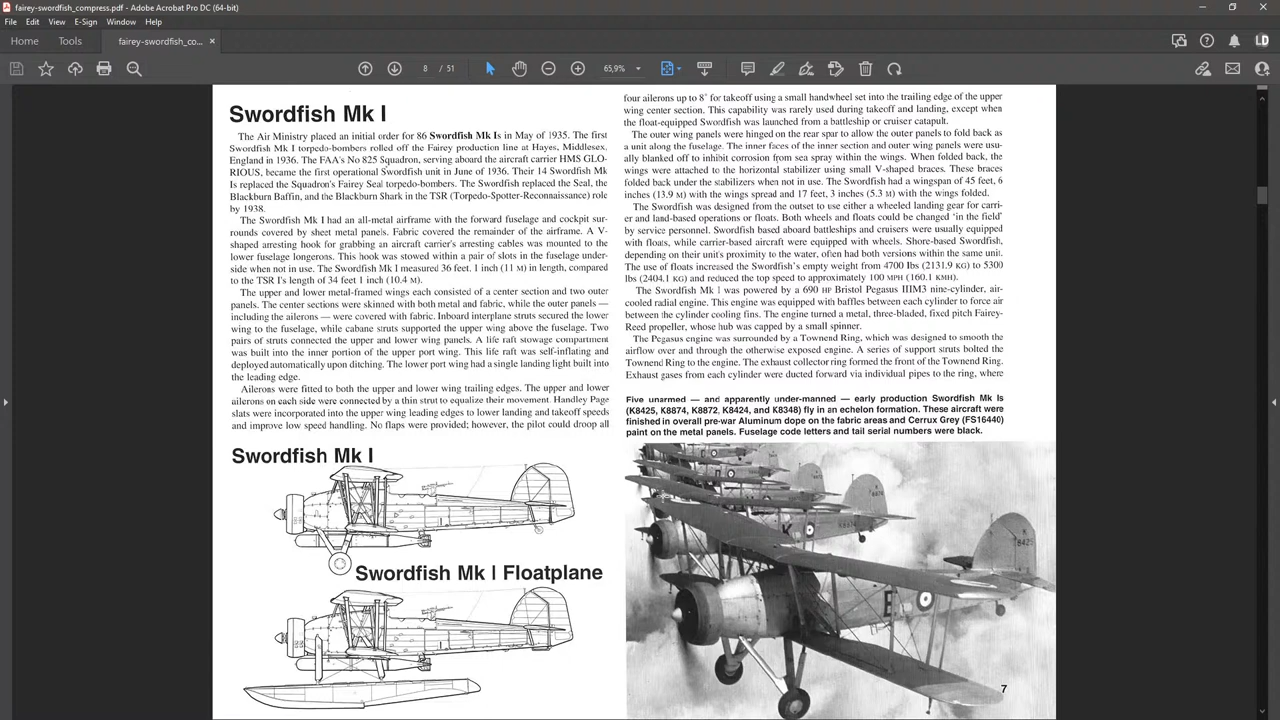 fairey-swordfish_compress.pdf - Adobe Acrobat Pro DC (64-bit)
File Edit View E-Sign Window Help
Home Tools fairey-swordfish_co... ×
8 / 51 65,9%
LD
Swordfish Mk I
The Air Ministry placed an initial order for 86 Swordfish Mk Is in May of 1935. The first
Swordfish Mk I torpedo-bombers rolled off the Fairey production line at Hayes, Middlesex,
England in 1936. The FAA's No 825 Squadron, serving aboard the aircraft carrier HMS GLO-
RIOUS, became the first operational Swordfish unit in June of 1936. Their 14 Swordfish Mk
Is replaced the Squadron's Fairey Seal torpedo-bombers. The Swordfish replaced the Seal, the
Blackburn Baffin, and the Blackburn Shark in the TSR (Torpedo-Spotter-Reconnaissance) role
by 1938.
The Swordfish Mk I had an all-metal airframe with the forward fuselage and cockpit sur-
rounds covered by sheet metal panels. Fabric covered the remainder of the airframe. A V-
shaped arresting hook for grabbing an aircraft carrier's arresting cables was mounted to the
lower fuselage longerons. This hook was stowed within a pair of slots in the fuselage under-
side when not in use. The Swordfish Mk I measured 36 feet. 1 inch (11 M) in length, compared
to the TSR I's length of 34 feet 1 inch (10.4 M).
The upper and lower metal-framed wings each consisted of a center section and two outer
panels. The center sections were skinned with both metal and fabric, while the outer panels —
including the ailerons — were covered with fabric. Inboard interplane struts secured the lower
wing to the fuselage, while cabane struts supported the upper wing above the fuselage. Two
pairs of struts connected the upper and lower wing panels. A life raft stowage compartment
was built into the inner portion of the upper port wing. This life raft was self-inflating and
deployed automatically upon ditching. The lower port wing had a single landing light built into
the leading edge.
Ailerons were fitted to both the upper and lower wing trailing edges. The upper and lower
ailerons on each side were connected by a thin strut to equalize their movement. Handley Page
slats were incorporated into the upper wing leading edges to lower landing and takeoff speeds
and improve low speed handling. No flaps were provided; however, the pilot could droop all
four ailerons up to 8° for takeoff using a small handwheel set into the trailing edge of the upper
wing center section. This capability was rarely used during takeoff and landing, except when
the float-equipped Swordfish was launched from a battleship or cruiser catapult.
The outer wing panels were hinged on the rear spar to allow the outer panels to fold back as
a unit along the fuselage. The inner faces of the inner section and outer wing panels were usu-
ally blanked off to inhibit corrosion from sea spray within the wings. When folded back, the
wings were attached to the horizontal stabilizer using small V-shaped braces. These braces
folded back under the stabilizers when not in use. The Swordfish had a wingspan of 45 feet, 6
inches (13.9 M) with the wings spread and 17 feet, 3 inches (5.3 M) with the wings folded.
The Swordfish was designed from the outset to use either a wheeled landing gear for carri-
er and land-based operations or floats. Both wheels and floats could be changed 'in the field'
by service personnel. Swordfish based aboard battleships and cruisers were usually equipped
with floats, while carrier-based aircraft were equipped with wheels. Shore-based Swordfish,
depending on their unit's proximity to the water, often had both versions within the same unit.
The use of floats increased the Swordfish's empty weight from 4700 lbs (2131.9 KG) to 5300
lbs (2404.1 KG) and reduced the top speed to approximately 100 MPH (160.1 KMH).
The Swordfish Mk I was powered by a 690 HP Bristol Pegasus IIIM3 nine-cylinder, air-
cooled radial engine. This engine was equipped with baffles between each cylinder to force air
between the cylinder cooling fins. The engine turned a metal, three-bladed, fixed pitch Fairey-
Reed propeller, whose hub was capped by a small spinner.
The Pegasus engine was surrounded by a Townend Ring, which was designed to smooth the
airflow over and through the otherwise exposed engine. A series of support struts bolted the
Townend Ring to the engine. The exhaust collector ring formed the front of the Townend Ring.
Exhaust gases from each cylinder were ducted forward via individual pipes to the ring, where
Five unarmed — and apparently under-manned — early production Swordfish Mk Is
(K8425, K8874, K8872, K8424, and K8348) fly in an echelon formation. These aircraft were
finished in overall pre-war Aluminum dope on the fabric areas and Cerrux Grey (FS16440)
paint on the metal panels. Fuselage code letters and tail serial numbers were black.
Swordfish Mk I
Swordfish Mk I Floatplane
K
E
K
8425
7